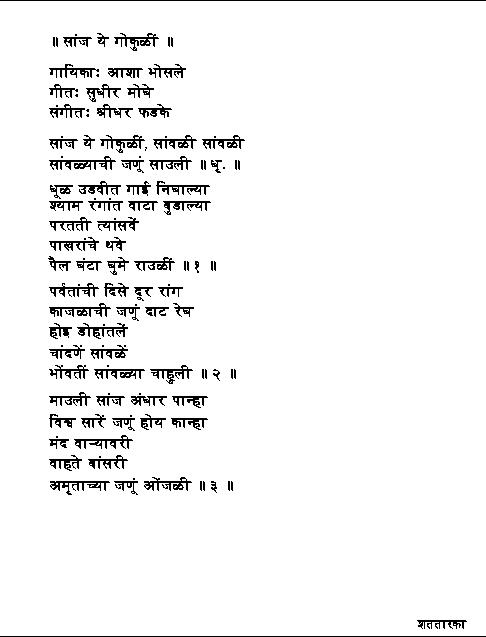 ॥ सांज ये गोकुळीं ॥
गायिकाः आशा भोसले
गीतः सुधीर मोघे
संगीतः श्रीधर फडके
सांज ये गोकुळीं, सांवळी सांवळी
सांवळ्याची जणूं साउली ॥ धृ. ॥
धूळ उडवीत गाई निघाल्या
श्याम रंगांत वाटा बुडाल्या
परतती त्यांसवें
पाखरांचे थवे
पैल घंटा घुमे राउळीं ॥ १ ॥
पर्वतांची दिसे दूर रांग
काजळाची जणूं दाट रेघ
होइ डोहांतलें
चांदणें सांवळें
भोंवतीं सांवळ्या चाहुली ॥ २ ॥
माउली सांज अंधार पान्हा
विश्व सारें जणूं होय कान्हा
मंद वाऱ्यावरी
वाहते बांसरी
अमृताच्या जणूं ओंजळी ॥ ३ ॥
शततारका